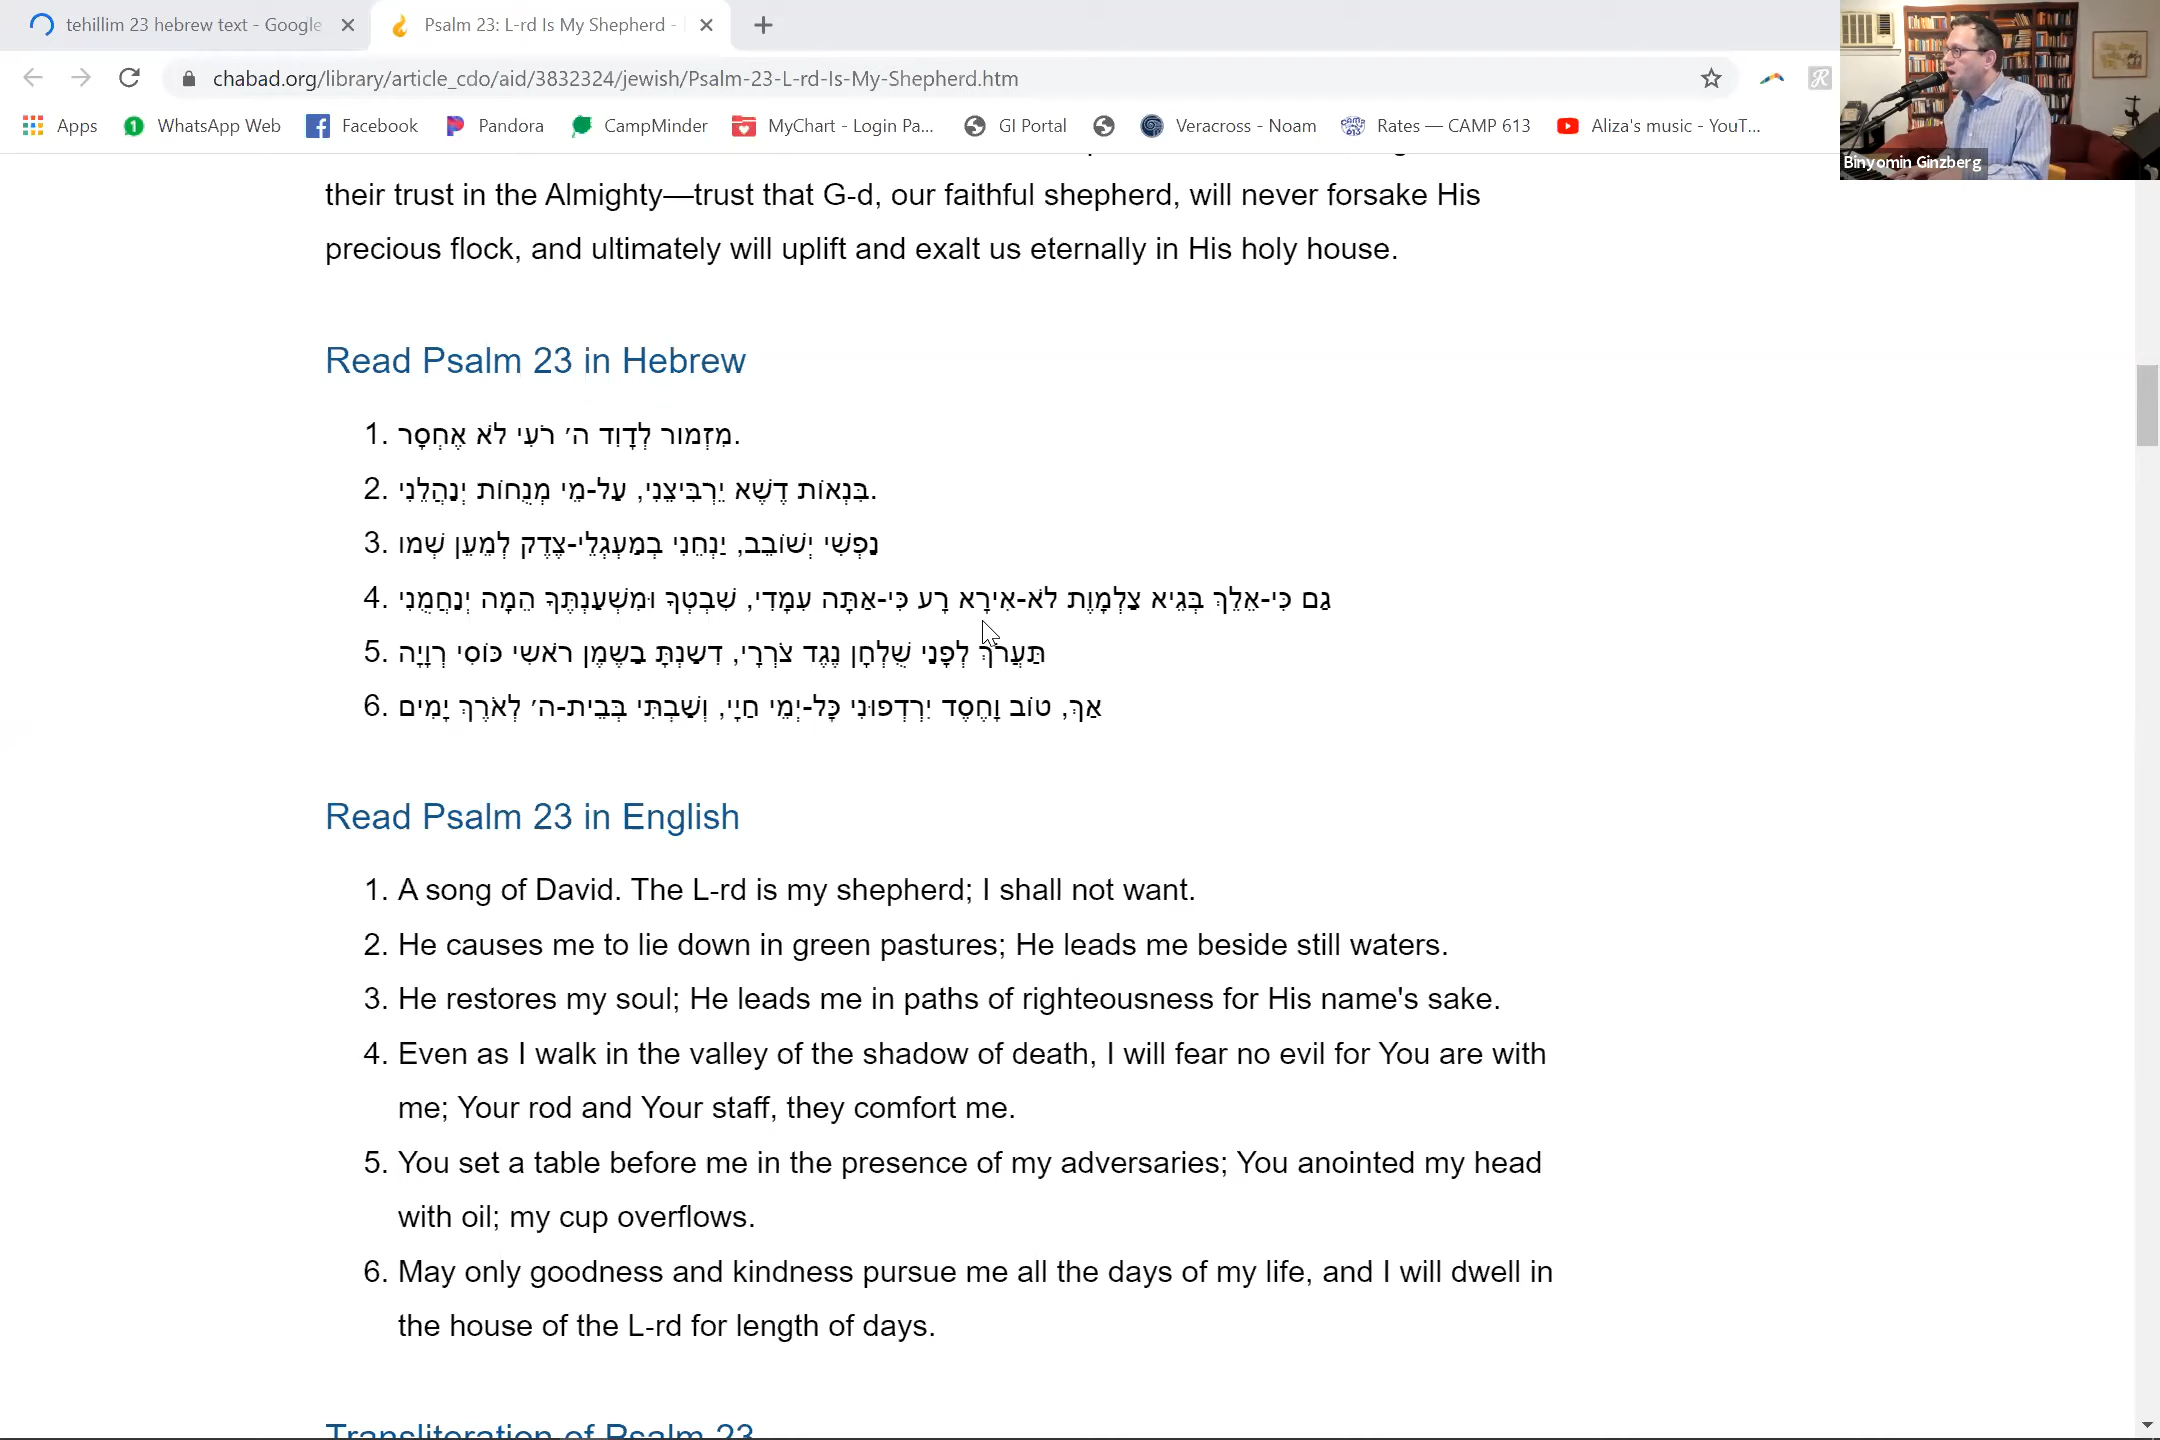 tehillim 23 hebrew text - Google
Psalm 23: L-rd Is My Shepherd -
chabad.org/library/article_cdo/aid/3832324/jewish/Psalm-23-L-rd-Is-My-Shepherd.htm
Apps WhatsApp Web Facebook Pandora CampMinder MyChart - Login Pa... GI Portal Veracross - Noam Rates — CAMP 613 Aliza's music - YouT...
Binyomin Ginzberg
their trust in the Almighty—trust that G-d, our faithful shepherd, will never forsake His
precious flock, and ultimately will uplift and exalt us eternally in His holy house.
Read Psalm 23 in Hebrew
1. מִזְמוֹר לְדָוִד ה׳ רֹעִי לֹא אֶחְסָר.
2. בִּנְאוֹת דֶּשֶׁא יַרְבִּיצֵנִי, עַל-מֵי מְנֻחוֹת יְנַהֲלֵנִי.
3. נַפְשִׁי יְשׁוֹבֵב, יַנְחֵנִי בְמַעְגְּלֵי-צֶדֶק לְמַעַן שְׁמוֹ
4. גַּם כִּי-אֵלֵךְ בְּגֵיא צַלְמָוֶת לֹא-אִירָא רָע כִּי-אַתָּה עִמָּדִי, שִׁבְטְךָ וּמִשְׁעַנְתֶּךָ הֵמָּה יְנַחֲמֻנִי
5. תַּעֲרֹךְ לְפָנַי שֻׁלְחָן נֶגֶד צֹרְרָי, דִּשַּׁנְתָּ בַשֶּׁמֶן רֹאשִׁי כּוֹסִי רְוָיָה
6. אַךְ, טוֹב וָחֶסֶד יִרְדְּפוּנִי כָּל-יְמֵי חַיָּי, וְשַׁבְתִּי בְּבֵית-ה׳ לְאֹרֶךְ יָמִים
Read Psalm 23 in English
1. A song of David. The L-rd is my shepherd; I shall not want.
2. He causes me to lie down in green pastures; He leads me beside still waters.
3. He restores my soul; He leads me in paths of righteousness for His name's sake.
4. Even as I walk in the valley of the shadow of death, I will fear no evil for You are with
me; Your rod and Your staff, they comfort me.
5. You set a table before me in the presence of my adversaries; You anointed my head
with oil; my cup overflows.
6. May only goodness and kindness pursue me all the days of my life, and I will dwell in
the house of the L-rd for length of days.
Transliteration of Psalm 23